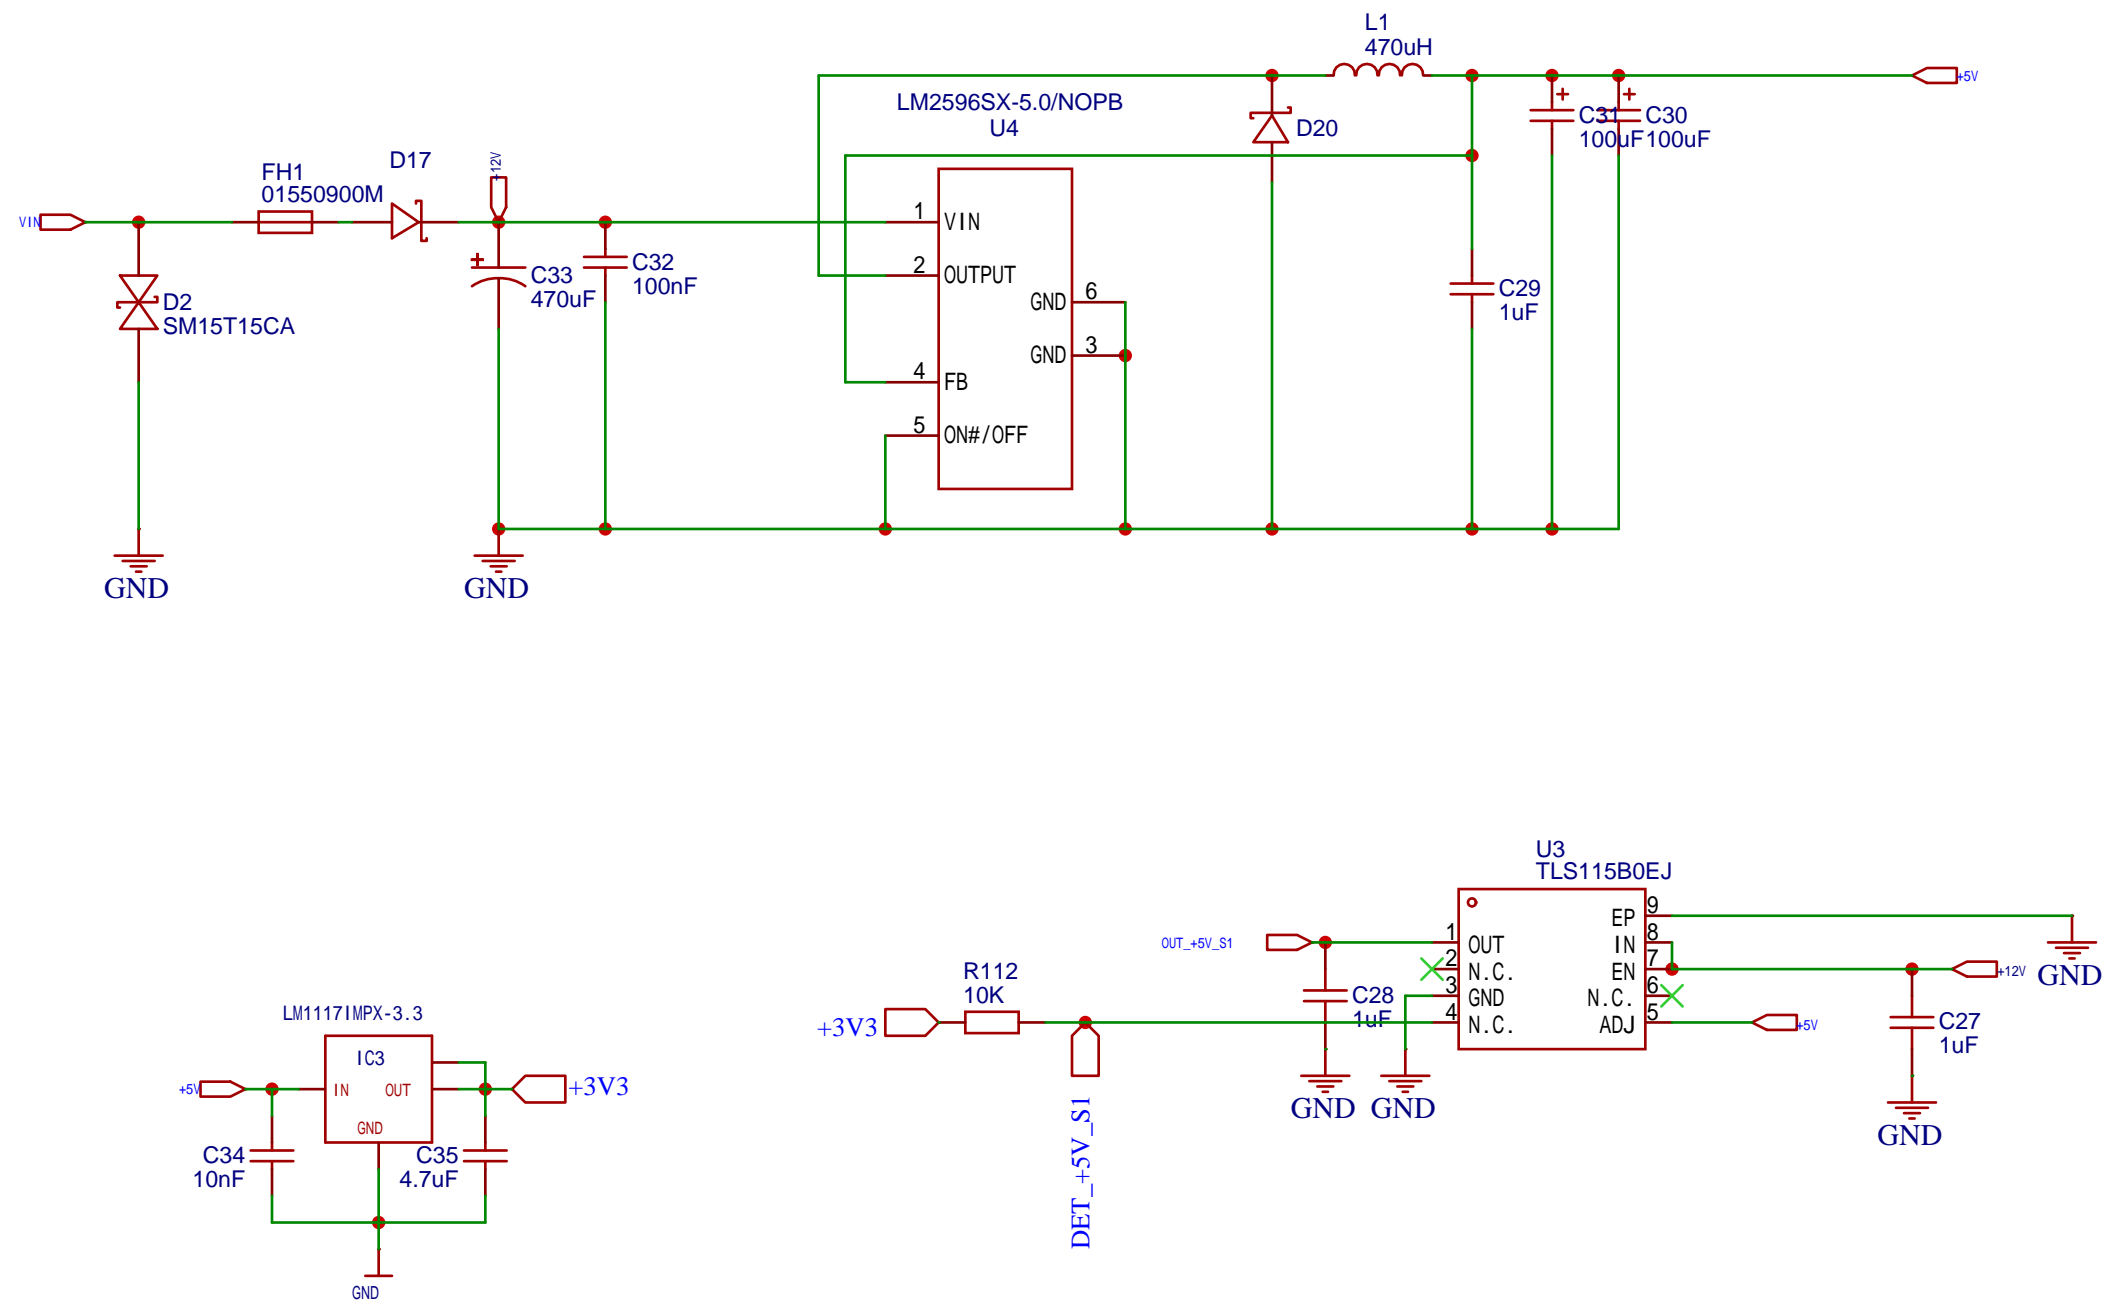 L1
470uH
+5V
LM2596SX-5.0/NOPB
U4
C31
100uF
C30
100uF
D20
D17
+12V
FH1
01550900M
VIN
1
VIN
2
OUTPUT
GND
6
GND
3
4
FB
5
ON#/OFF
+
C33
470uF
C32
100nF
D2
SM15T15CA
C29
1uF
+
+
GND
GND
U3
TLS115B0EJ
EP
9
OUT_+5V_S1
1
OUT
IN
8
2
N.C.
EN
7
+12V
GND
R112
10K
C28
1uF
3
GND
N.C.
6
+3V3
4
N.C.
ADJ
5
+5V
C27
1uF
DET_+5V_S1
GND
GND
GND
LM1117IMPX-3.3
IC3
+5V
IN
OUT
+3V3
GND
C34
10nF
C35
4.7uF
GND